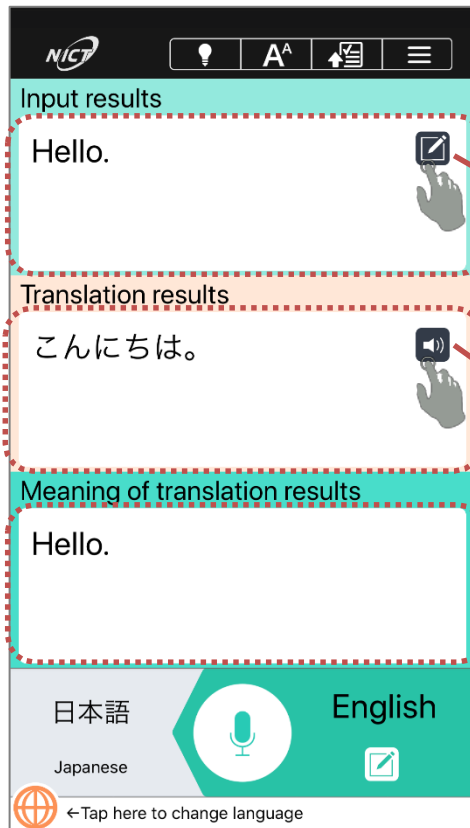 NICT
AA
Input results
Hello.
Translation results
こんにちは。
Meaning of translation results
Hello.
日本語
English
Japanese
←Tap here to change language